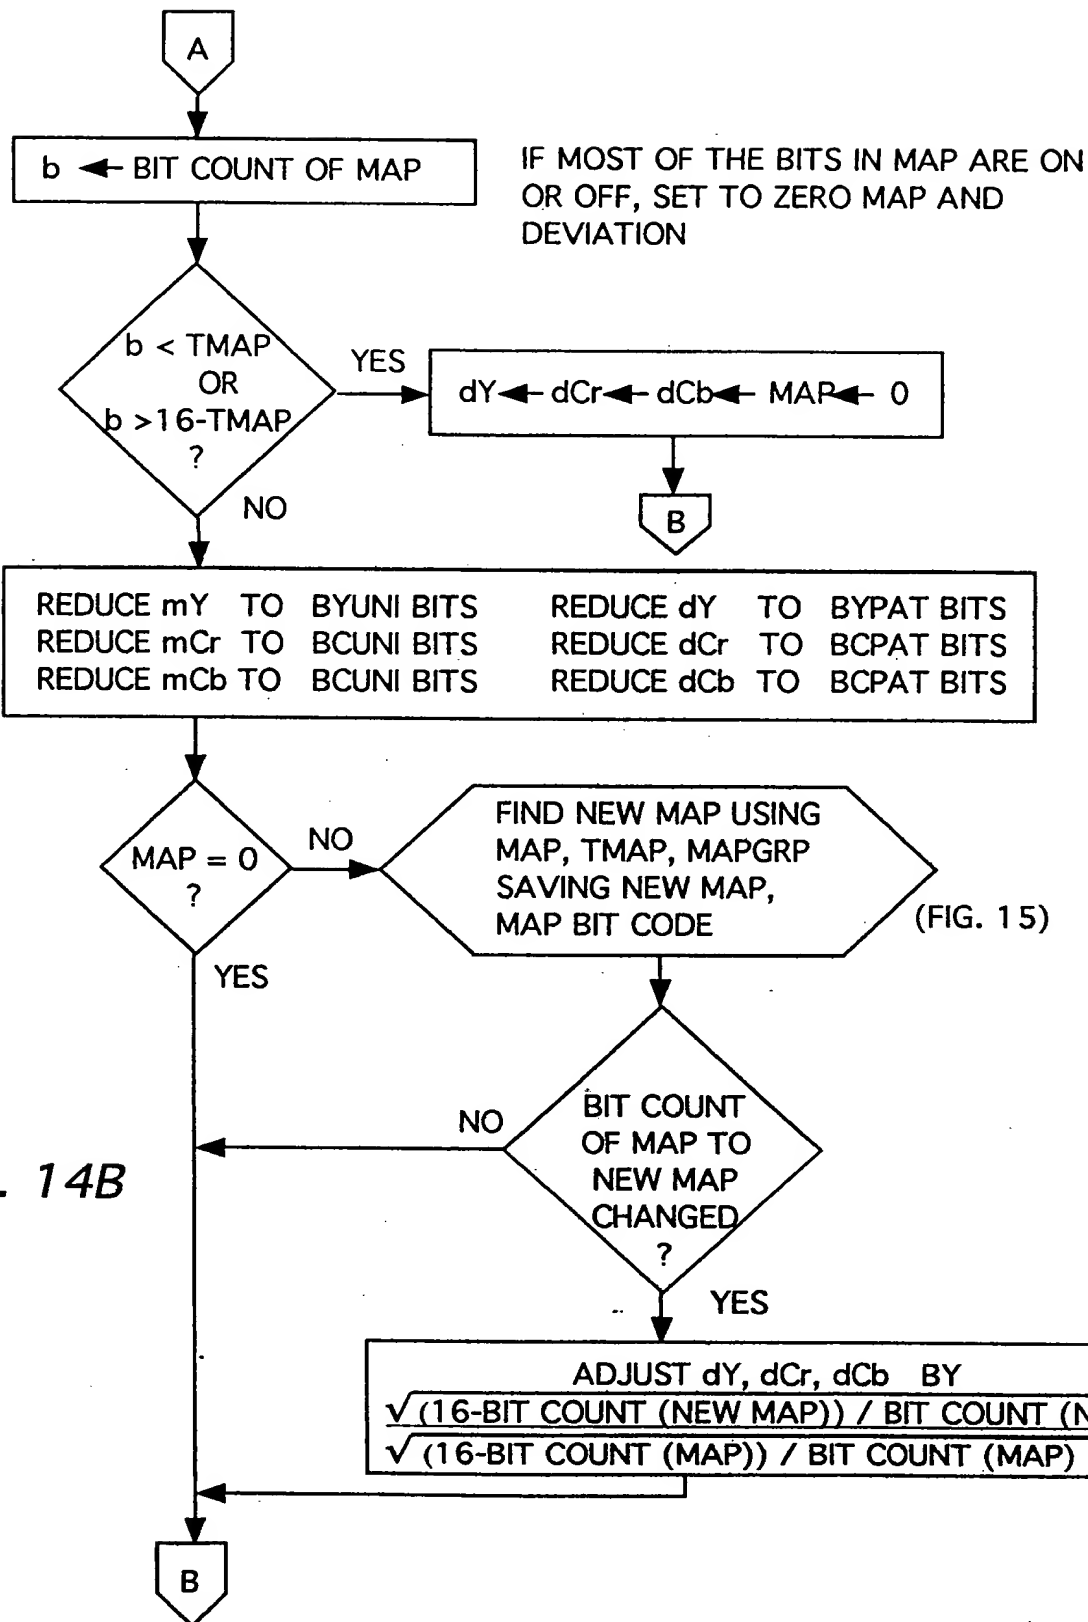 A
b ← BIT COUNT OF MAP
IF MOST OF THE BITS IN MAP ARE ON
OR OFF, SET TO ZERO MAP AND
DEVIATION
b < TMAP
OR
b >16-TMAP
?
YES
dY ← dCr ← dCb ← MAP ← 0
NO
B
REDUCE mY TO BYUNI BITS REDUCE dY TO BYPAT BITS
REDUCE mCr TO BCUNI BITS REDUCE dCr TO BCPAT BITS
REDUCE mCb TO BCUNI BITS REDUCE dCb TO BCPAT BITS
MAP = 0
?
NO
FIND NEW MAP USING
MAP, TMAP, MAPGRP
SAVING NEW MAP,
MAP BIT CODE
(FIG. 15)
YES
NO
BIT COUNT
OF MAP TO
NEW MAP
CHANGED
?
. 14B
YES
ADJUST dY, dCr, dCb BY
√(16-BIT COUNT (NEW MAP)) / BIT COUNT (
√(16-BIT COUNT (MAP)) / BIT COUNT (MAP)
B